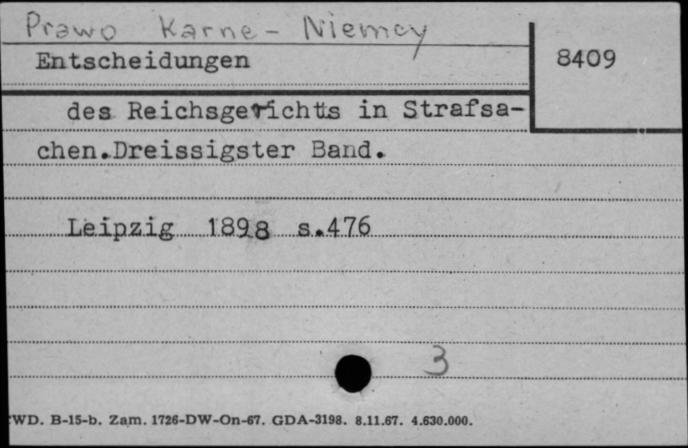 Prawo Karne - Niemcy
Entscheidungen
8409
des Reichsgerichts in Strafsa-
chen.Dreissigster Band.
Leipzig 1898 s.476
3
WD. B-15-b. Zam. 1726-DW-On-67. GDA-3198. 8.11.67. 4.630.000.